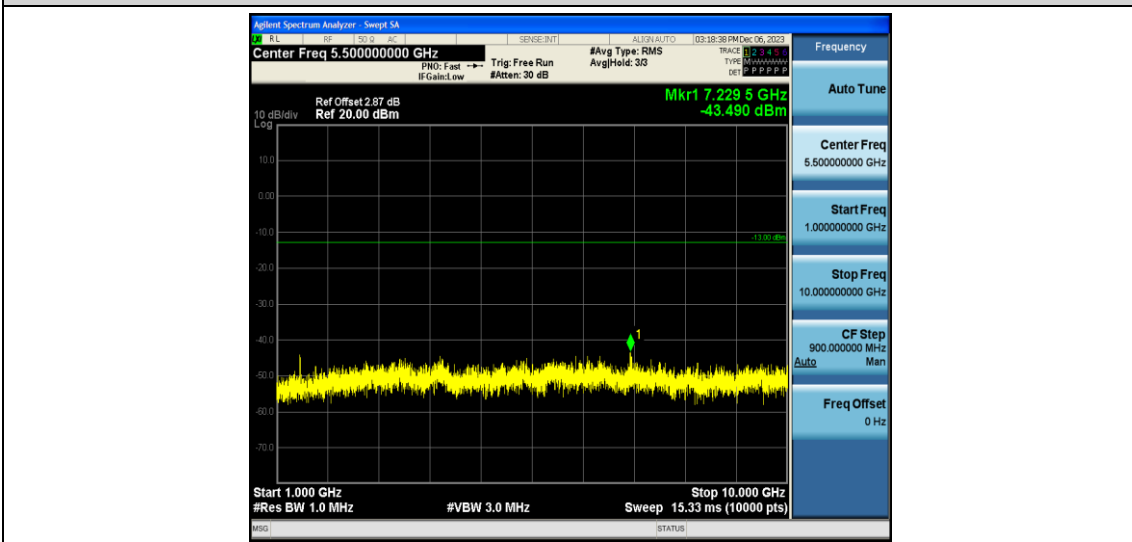 Agilent Spectrum Analyzer - Swept SA
RL RF 50 Ω AC SENSE:INT ALIGN AUTO 03:18:38 PM Dec 06, 2023
Center Freq 5.500000000 GHz
PNO: Fast
IFGain:Low
Trig: Free Run
#Atten: 30 dB
#Avg Type: RMS
Avg|Hold: 3/3
TRACE 1 2 3 4 5 6
TYPE M
DET P P P P P P
Mkr1 7.229 5 GHz
-43.490 dBm
Ref Offset 2.87 dB
10 dB/div Ref 20.00 dBm
Log
10.0
0.00
-10.0
-13.00 dBm
-20.0
-30.0
-40.0
1
-50.0
-60.0
-70.0
Start 1.000 GHz Stop 10.000 GHz
#Res BW 1.0 MHz #VBW 3.0 MHz Sweep 15.33 ms (10000 pts)
MSG STATUS
Frequency
Auto Tune
Center Freq
5.500000000 GHz
Start Freq
1.000000000 GHz
Stop Freq
10.000000000 GHz
CF Step
900.000000 MHz
Auto Man
Freq Offset
0 Hz